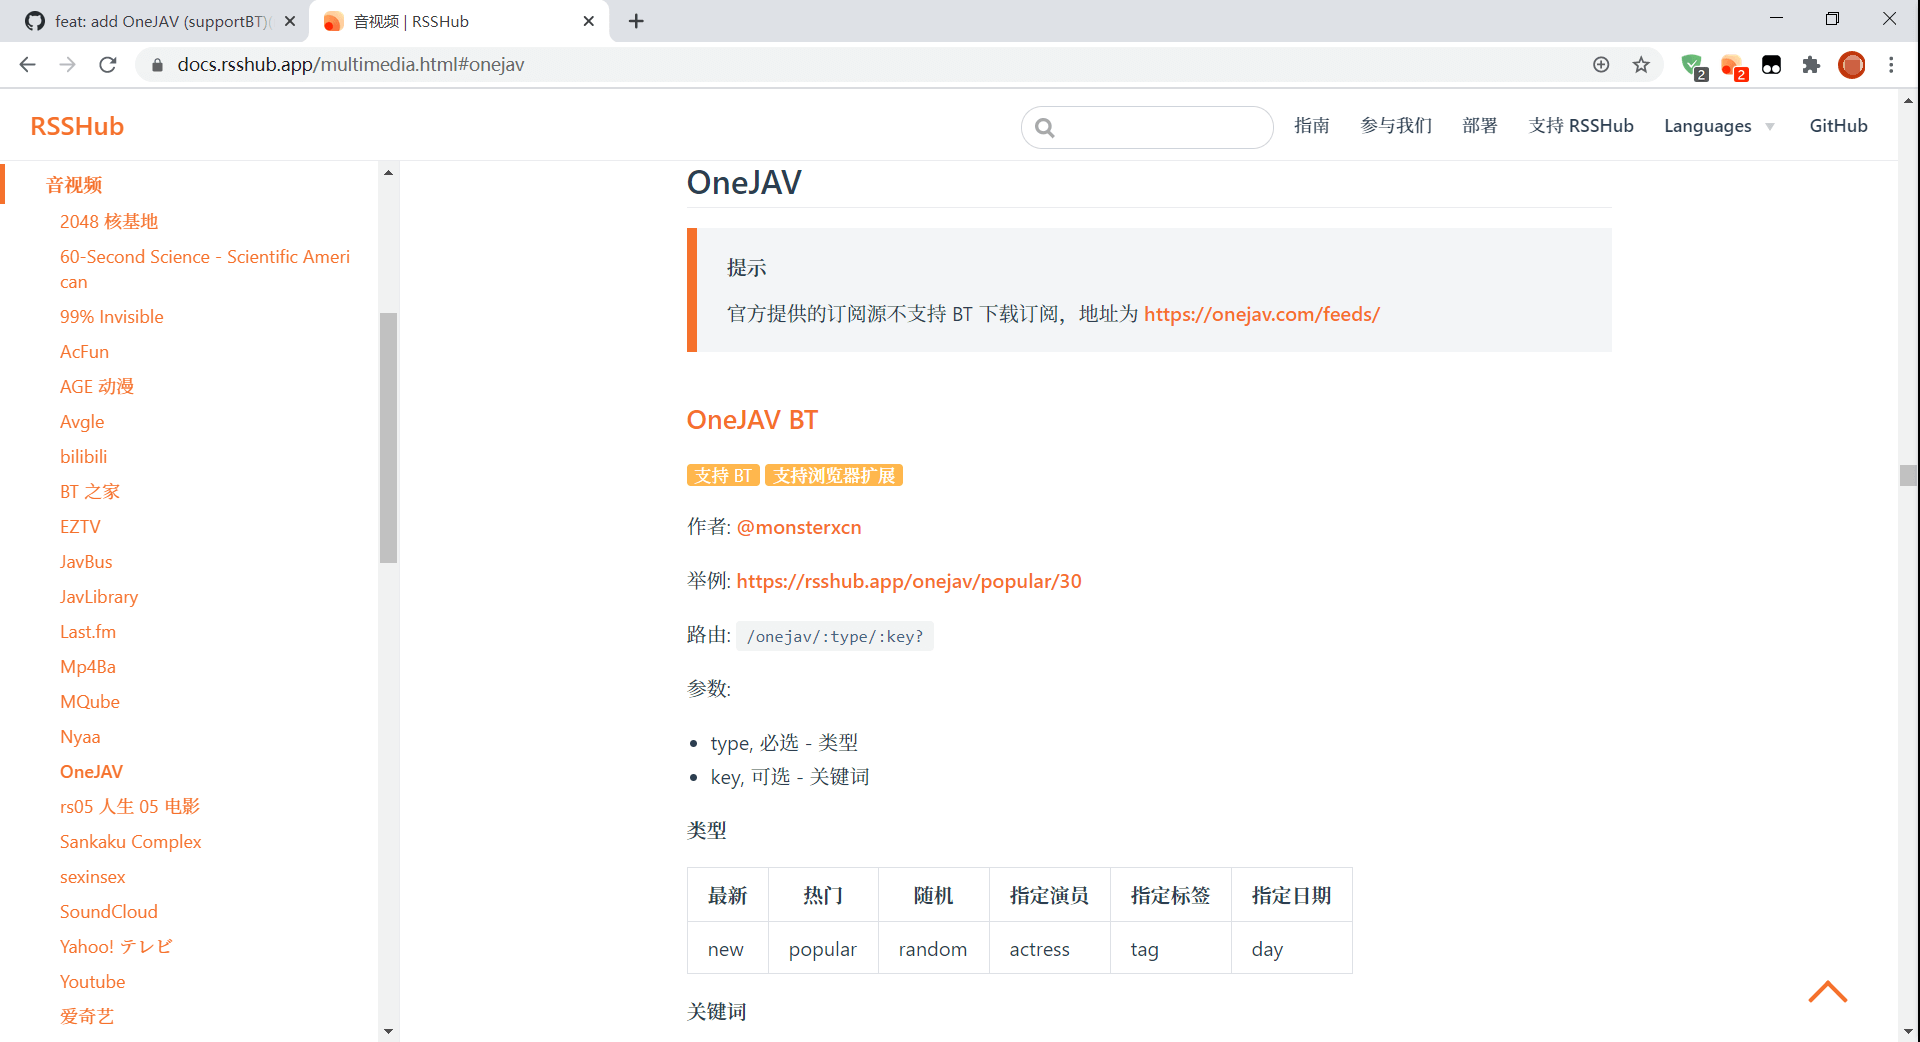 feat: add OneJAV (supportBT)
音视频 | RSSHub
docs.rsshub.app/multimedia.html#onejav
2
2
RSSHub
指南
参与我们
部署
支持 RSSHub
Languages
GitHub
音视频
2048 核基地
60-Second Science - Scientific Ameri
can
99% Invisible
AcFun
AGE 动漫
Avgle
bilibili
BT 之家
EZTV
JavBus
JavLibrary
Last.fm
Mp4Ba
MQube
Nyaa
OneJAV
rs05 人生 05 电影
Sankaku Complex
sexinsex
SoundCloud
Yahoo! テレビ
Youtube
爱奇艺
OneJAV
提示
官方提供的订阅源不支持 BT 下载订阅，地址为 https://onejav.com/feeds/
OneJAV BT
支持 BT 支持浏览器扩展
作者: @monsterxcn
举例: https://rsshub.app/onejav/popular/30
路由: /onejav/:type/:key?
参数:
type, 必选 - 类型
key, 可选 - 关键词
类型
最新 热门 随机 指定演员 指定标签 指定日期
new popular random actress tag day
关键词